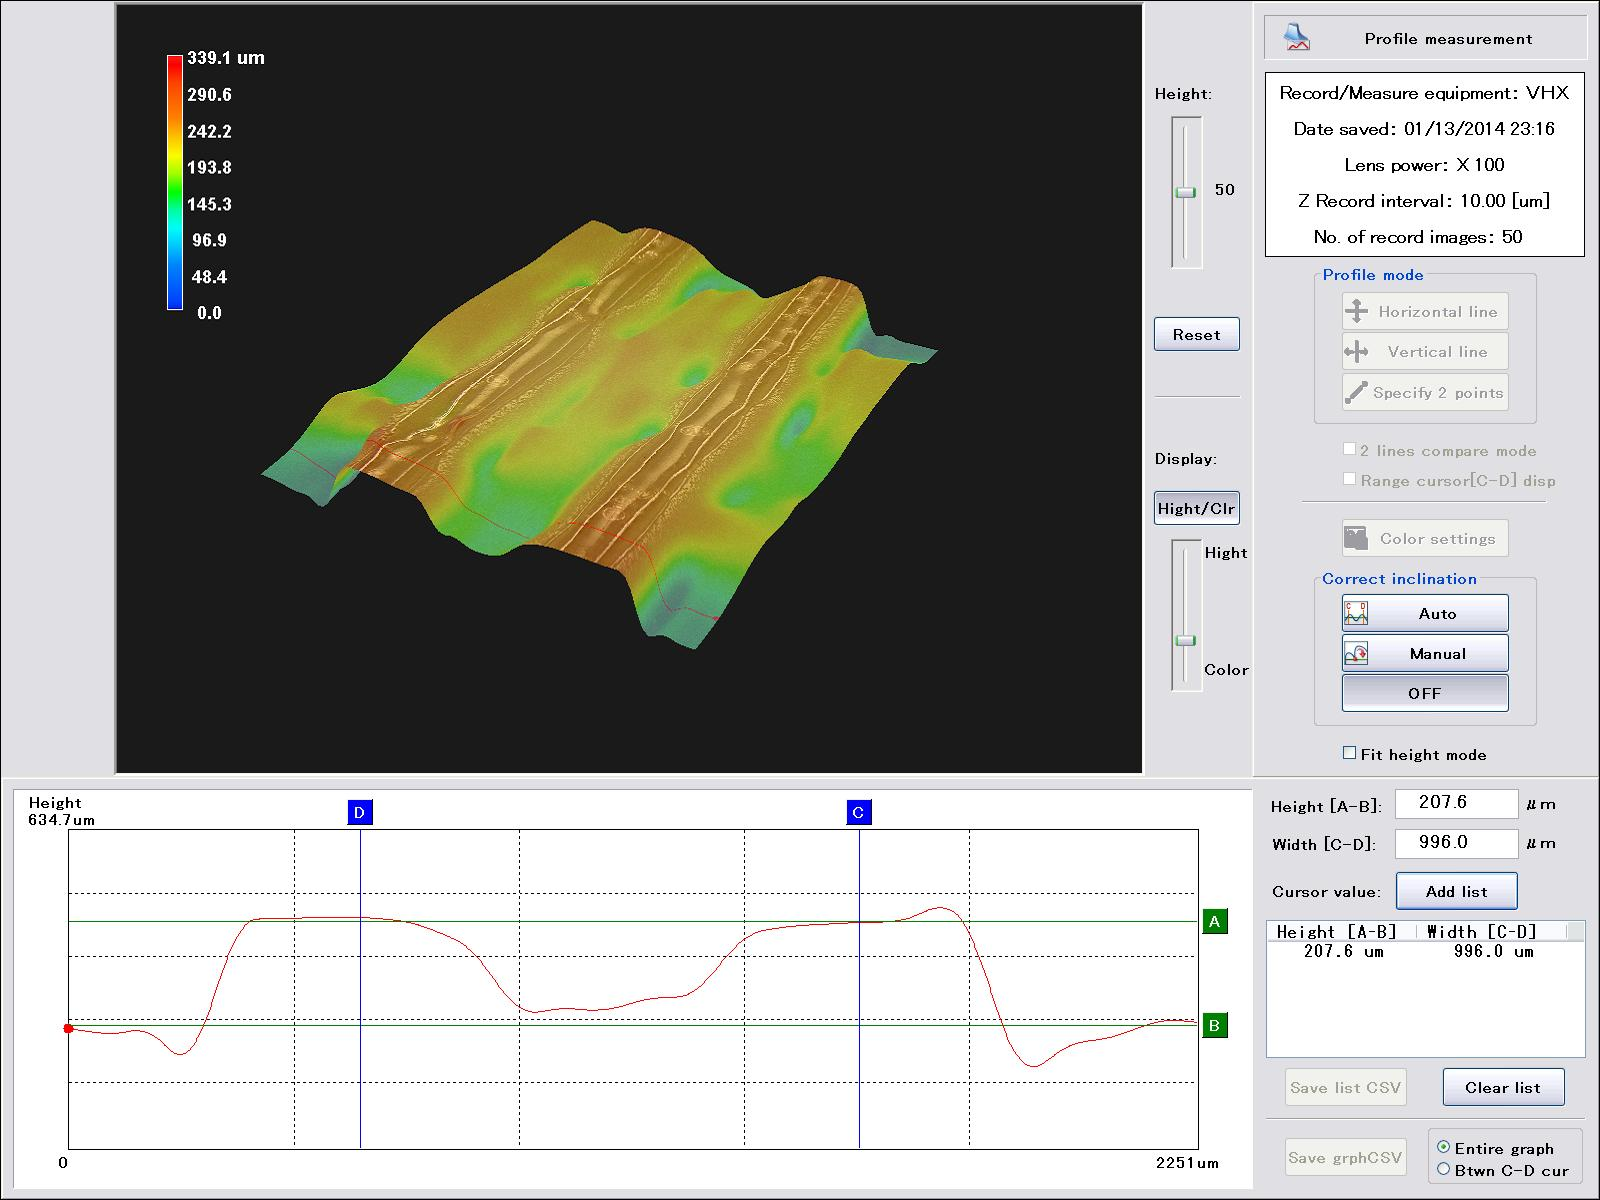 339.1 um
290.6
242.2
193.8
145.3
96.9
48.4
0.0
Height:
50
Reset
Display:
Hight/Clr
Hight
Color
Profile measurement
Record/Measure equipment: VHX
Date saved: 01/13/2014 23:16
Lens power: X 100
Z Record interval: 10.00 [um]
No. of record images: 50
Profile mode
Horizontal line
Vertical line
Specify 2 points
2 lines compare mode
Range cursor[C-D] disp
Color settings
Correct inclination
C D
Auto
Manual
OFF
Fit height mode
Height
634.7um
D
C
A
B
0
2251um
Height [A-B]: 207.6 μm
Width [C-D]: 996.0 μm
Cursor value: Add list
Height [A-B] Width [C-D]
207.6 um 996.0 um
Save list CSV
Clear list
Save grphCSV
Entire graph
Btwn C-D cur